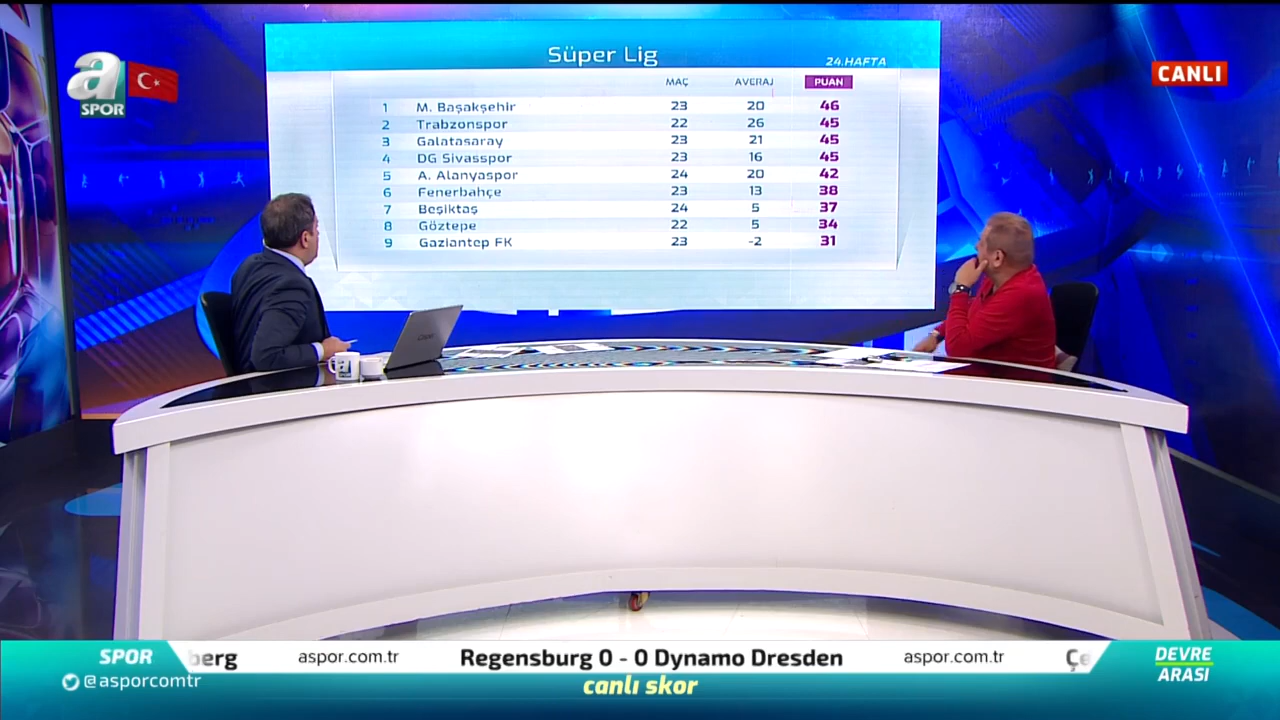 a
SPOR
Süper Lig
24.HAFTA
CANLI
MAÇ AVERAJ PUAN
1 M. Başakşehir 23 20 46
2 Trabzonspor 22 26 45
3 Galatasaray 23 21 45
4 DG Sivasspor 23 16 45
5 A. Alanyaspor 24 20 42
6 Fenerbahçe 23 13 38
7 Beşiktaş 24 5 37
8 Göztepe 22 5 34
9 Gaziantep FK 23 -2 31
SPOR berg aspor.com.tr Regensburg 0 - 0 Dynamo Dresden aspor.com.tr Çe
DEVRE
ARASI
@asporcomtr
canlı skor